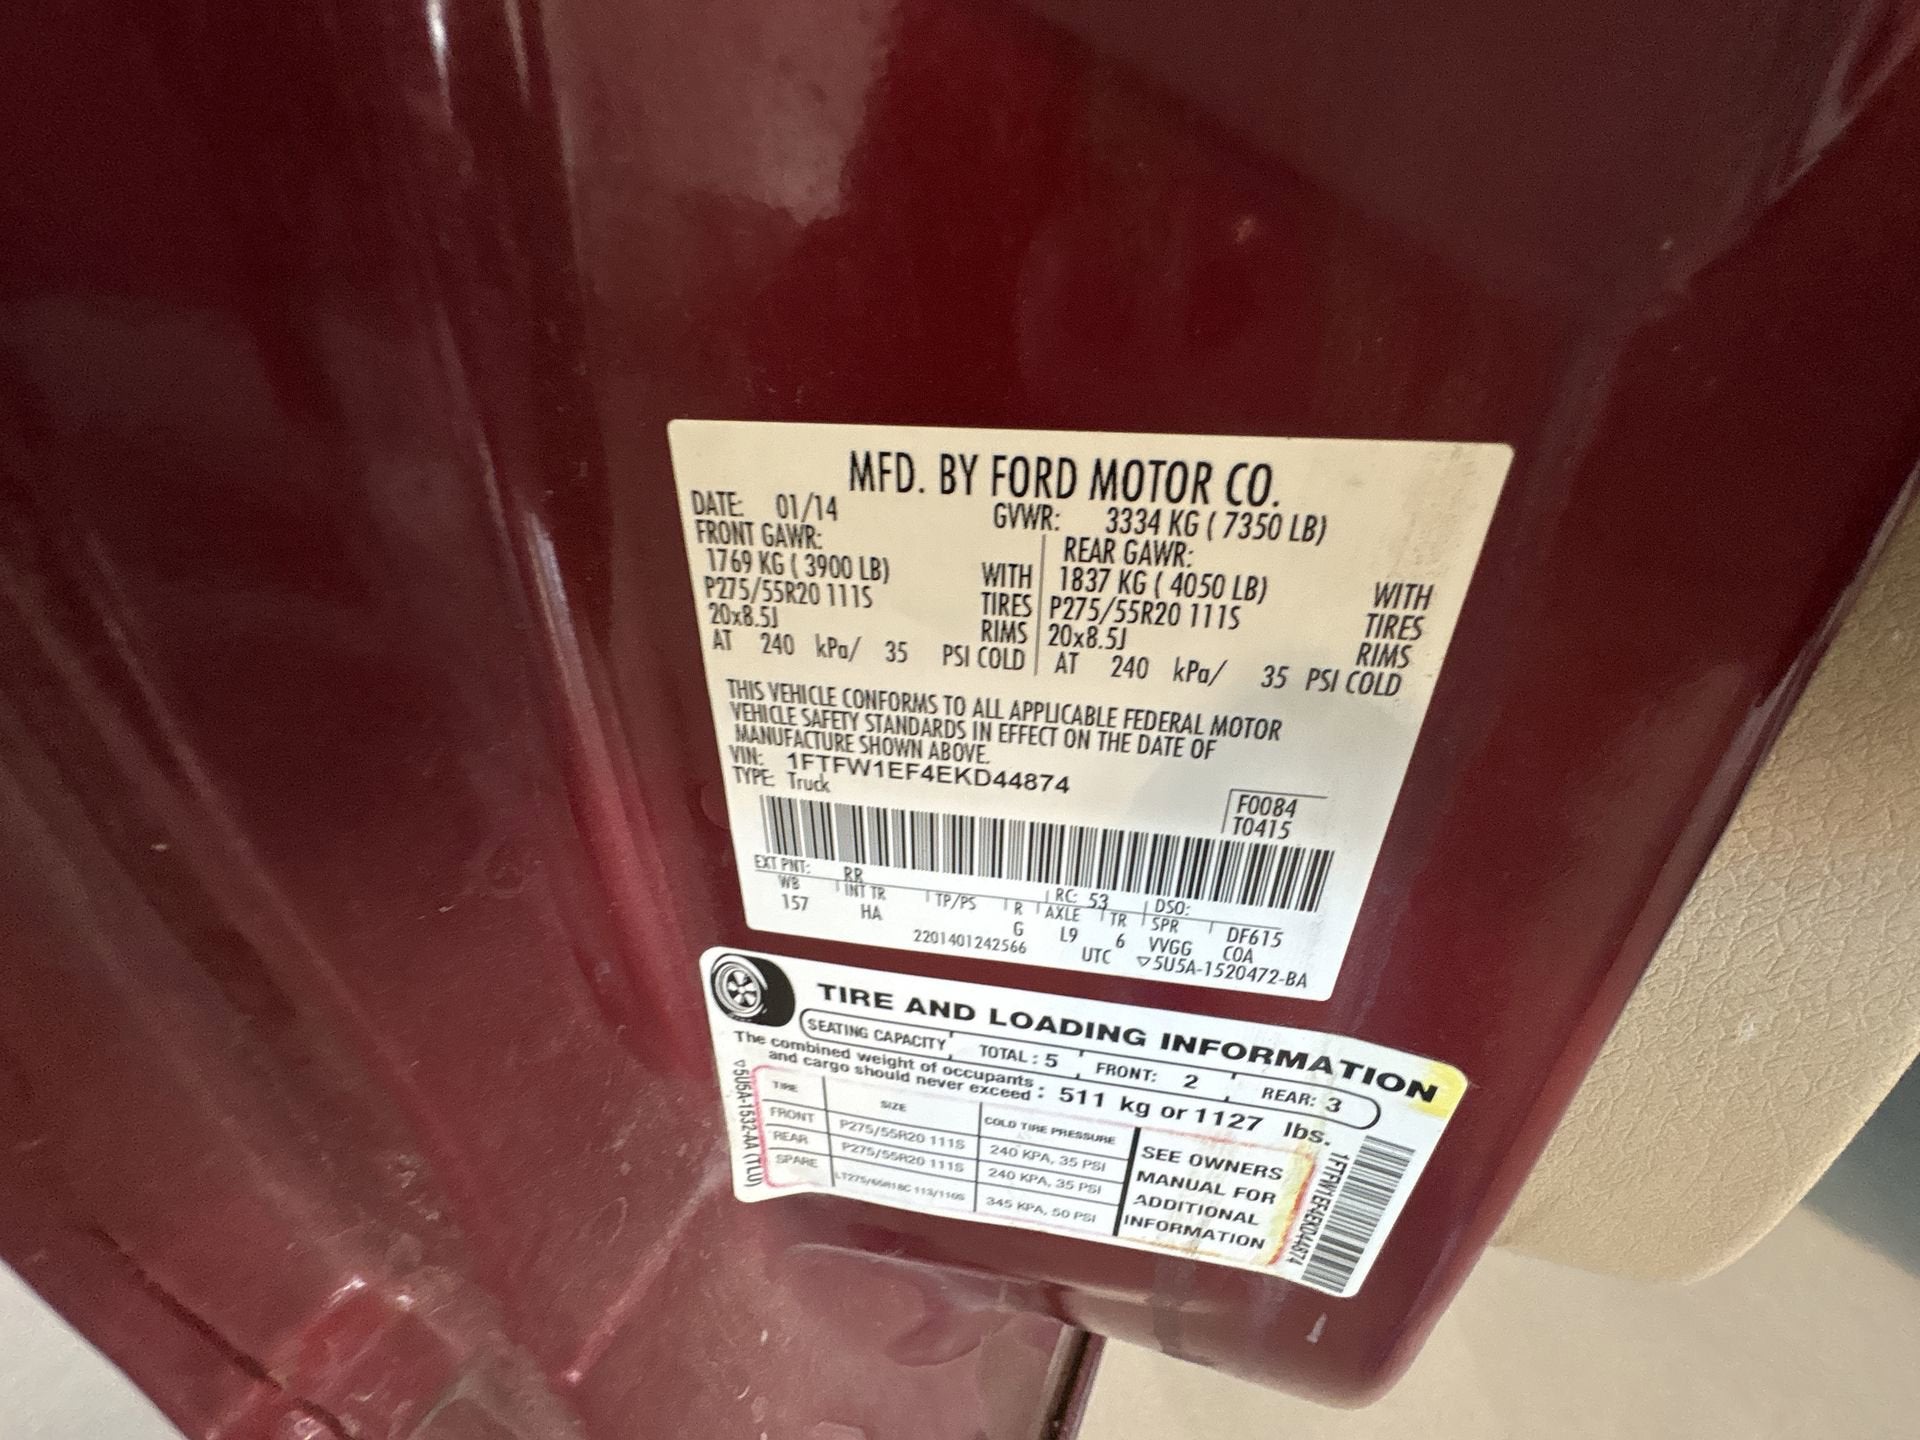 MFD. BY FORD MOTOR CO.
DATE: 01/14 GVWR: 3334 KG ( 7350 LB)
FRONT GAWR: REAR GAWR:
1769 KG ( 3900 LB) WITH 1837 KG ( 4050 LB) WITH
P275/55R20 111S TIRES P275/55R20 111S TIRES
20x8.5J RIMS 20x8.5J RIMS
AT 240 kPa/ 35 PSI COLD AT 240 kPa/ 35 PSI COLD
THIS VEHICLE CONFORMS TO ALL APPLICABLE FEDERAL MOTOR
VEHICLE SAFETY STANDARDS IN EFFECT ON THE DATE OF
MANUFACTURE SHOWN ABOVE.
VIN: 1FTFW1EF4EKD44874
TYPE: Truck
F0084
T0415
EXT PNT: RR RC: 53 DSO:
WB INT TR TP/PS R AXLE TR SPR DF615
157 HA G L9 6 VVGG COA
2201401242566 UTC ▽5U5A-1520472-BA
TIRE AND LOADING INFORMATION
SEATING CAPACITY TOTAL : 5 FRONT: 2 REAR: 3
The combined weight of occupants
and cargo should never exceed : 511 kg or 1127 lbs.
TIRE SIZE COLD TIRE PRESSURE
FRONT P275/55R20 111S 240 KPA, 35 PSI
REAR P275/55R20 111S 240 KPA, 35 PSI
SPARE LT275/65R18C 113/110S 345 KPA, 50 PSI
SEE OWNERS
MANUAL FOR
ADDITIONAL
INFORMATION
▽5U5A-1532-AA (TLU)
1FTFW1EF4EKD44874